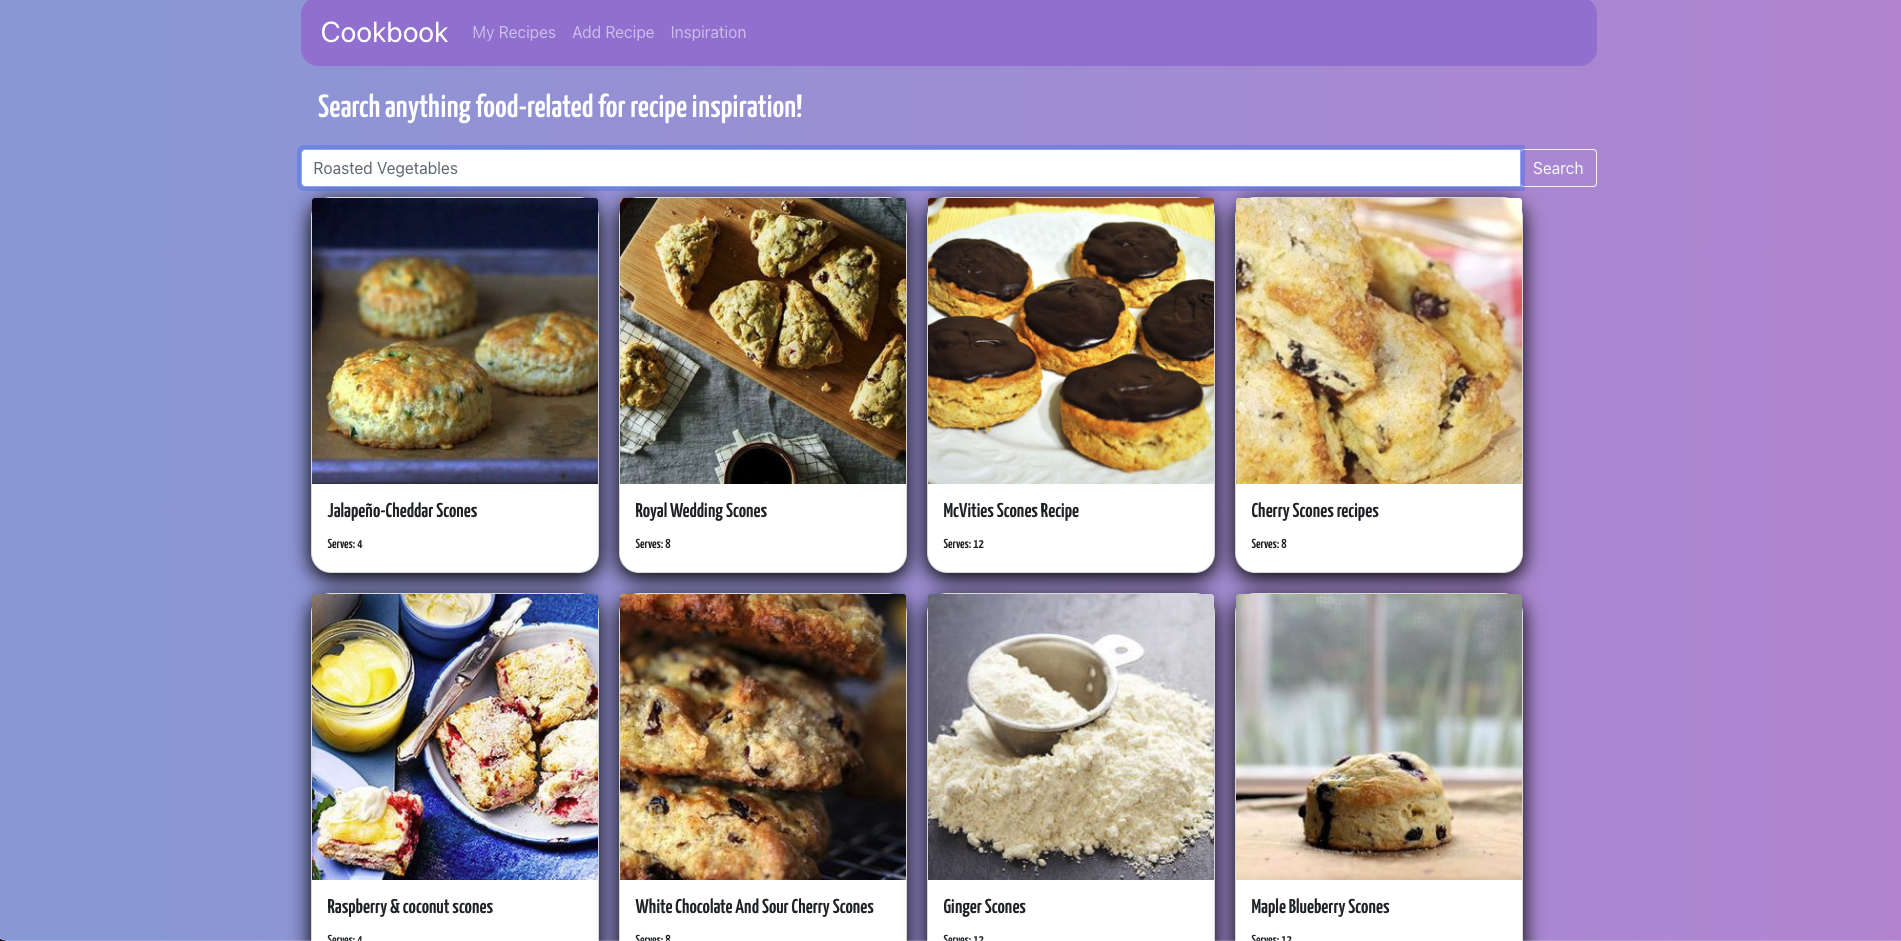 Cookbook My Recipes Add Recipe Inspiration
Search anything food-related for recipe inspiration!
Roasted Vegetables Search
Jalapeño-Cheddar Scones
Serves: 4
Royal Wedding Scones
Serves: 8
McVities Scones Recipe
Serves: 12
Cherry Scones recipes
Serves: 8
Raspberry & coconut scones
Serves: 4
White Chocolate And Sour Cherry Scones
Serves: 8
Ginger Scones
Serves: 12
Maple Blueberry Scones
Serves: 12